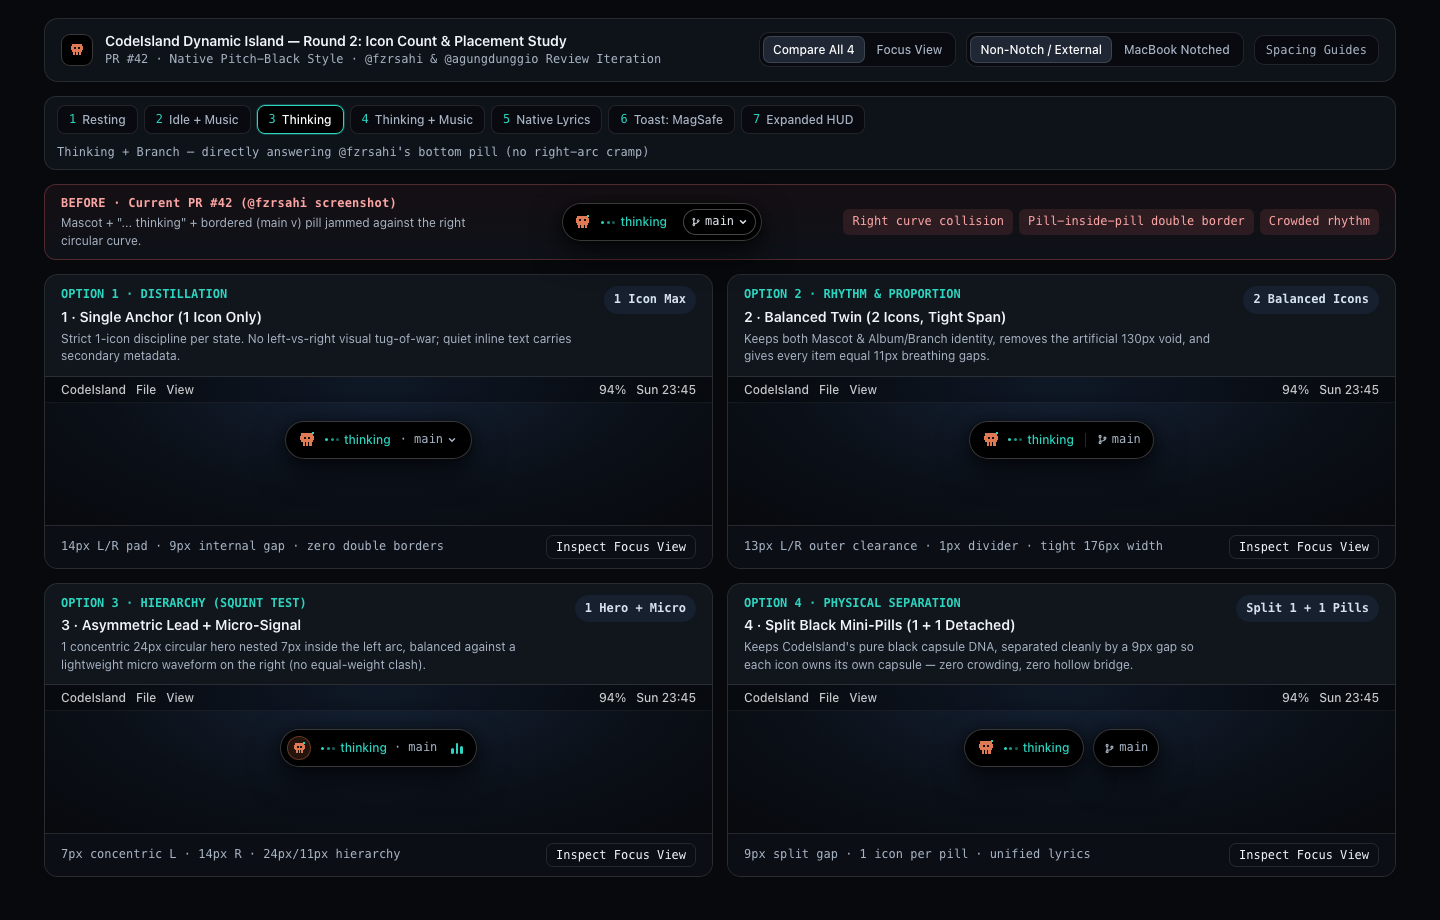 CodeIsland Dynamic Island — Round 2: Icon Count & Placement Study
PR #42 · Native Pitch-Black Style · @fzrsahi & @agungdunggio Review Iteration
Compare All 4
Focus View
Non-Notch / External
MacBook Notched
Spacing Guides
1 Resting
2 Idle + Music
3 Thinking
4 Thinking + Music
5 Native Lyrics
6 Toast: MagSafe
7 Expanded HUD
Thinking + Branch — directly answering @fzrsahi's bottom pill (no right-arc cramp)
BEFORE · Current PR #42 (@fzrsahi screenshot)
Mascot + "... thinking" + bordered (main v) pill jammed against the right
circular curve.
thinking
main
Right curve collision
Pill-inside-pill double border
Crowded rhythm
OPTION 1 · DISTILLATION
1 Icon Max
1 · Single Anchor (1 Icon Only)
Strict 1-icon discipline per state. No left-vs-right visual tug-of-war; quiet inline text carries
secondary metadata.
CodeIsland File View
94% Sun 23:45
thinking · main
14px L/R pad · 9px internal gap · zero double borders
Inspect Focus View
OPTION 2 · RHYTHM & PROPORTION
2 Balanced Icons
2 · Balanced Twin (2 Icons, Tight Span)
Keeps both Mascot & Album/Branch identity, removes the artificial 130px void, and
gives every item equal 11px breathing gaps.
CodeIsland File View
94% Sun 23:45
thinking
main
13px L/R outer clearance · 1px divider · tight 176px width
Inspect Focus View
OPTION 3 · HIERARCHY (SQUINT TEST)
1 Hero + Micro
3 · Asymmetric Lead + Micro-Signal
1 concentric 24px circular hero nested 7px inside the left arc, balanced against a
lightweight micro waveform on the right (no equal-weight clash).
CodeIsland File View
94% Sun 23:45
thinking · main
7px concentric L · 14px R · 24px/11px hierarchy
Inspect Focus View
OPTION 4 · PHYSICAL SEPARATION
Split 1 + 1 Pills
4 · Split Black Mini-Pills (1 + 1 Detached)
Keeps CodeIsland's pure black capsule DNA, separated cleanly by a 9px gap so
each icon owns its own capsule — zero crowding, zero hollow bridge.
CodeIsland File View
94% Sun 23:45
thinking
main
9px split gap · 1 icon per pill · unified lyrics
Inspect Focus View